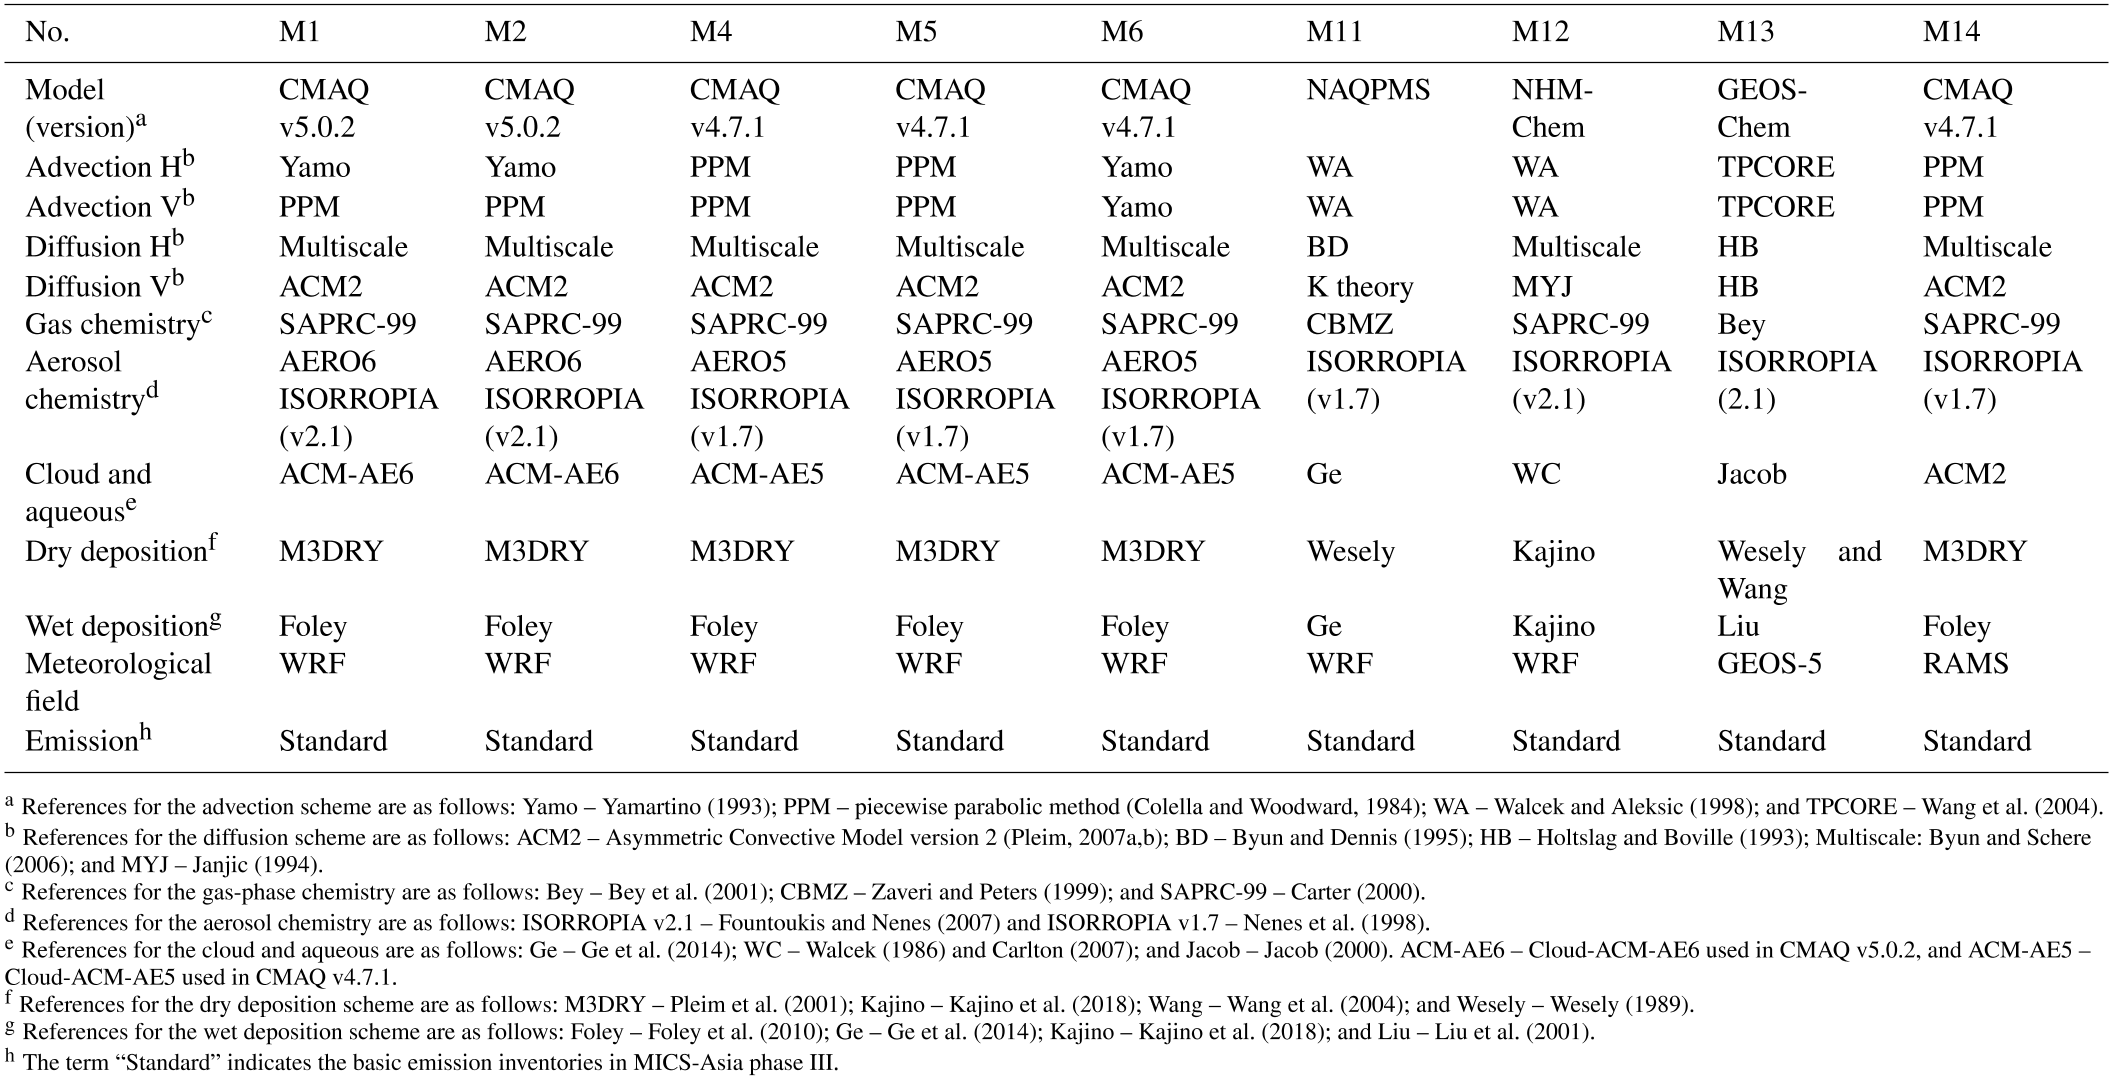 No. M1 M2 M4 M5 M6 M11 M12 M13 M14
Model CMAQ CMAQ CMAQ CMAQ CMAQ NAQPMS NHM- GEOS- CMAQ
(version)a v5.0.2 v5.0.2 v4.7.1 v4.7.1 v4.7.1 Chem Chem v4.7.1
Advection Hb Yamo Yamo PPM PPM Yamo WA WA TPCORE PPM
Advection Vb PPM PPM PPM PPM Yamo WA WA TPCORE PPM
Diffusion Hb Multiscale Multiscale Multiscale Multiscale Multiscale BD Multiscale HB Multiscale
Diffusion Vb ACM2 ACM2 ACM2 ACM2 ACM2 K theory MYJ HB ACM2
Gas chemistryc SAPRC-99 SAPRC-99 SAPRC-99 SAPRC-99 SAPRC-99 CBMZ SAPRC-99 Bey SAPRC-99
Aerosol AERO6 AERO6 AERO5 AERO5 AERO5 ISORROPIA ISORROPIA ISORROPIA ISORROPIA
chemistryd ISORROPIA ISORROPIA ISORROPIA ISORROPIA ISORROPIA (v1.7) (v2.1) (2.1) (v1.7)
(v2.1) (v2.1) (v1.7) (v1.7) (v1.7)
Cloud and ACM-AE6 ACM-AE6 ACM-AE5 ACM-AE5 ACM-AE5 Ge WC Jacob ACM2
aqueouse
Dry depositionf M3DRY M3DRY M3DRY M3DRY M3DRY Wesely Kajino Wesely and M3DRY
Wang
Wet depositiong Foley Foley Foley Foley Foley Ge Kajino Liu Foley
Meteorological WRF WRF WRF WRF WRF WRF WRF GEOS-5 RAMS
field
Emissionh Standard Standard Standard Standard Standard Standard Standard Standard Standard
a References for the advection scheme are as follows: Yamo – Yamartino (1993); PPM – piecewise parabolic method (Colella and Woodward, 1984); WA – Walcek and Aleksic (1998); and TPCORE – Wang et al. (2004).
b References for the diffusion scheme are as follows: ACM2 – Asymmetric Convective Model version 2 (Pleim, 2007a,b); BD – Byun and Dennis (1995); HB – Holtslag and Boville (1993); Multiscale: Byun and Schere
(2006); and MYJ – Janjic (1994).
c References for the gas-phase chemistry are as follows: Bey – Bey et al. (2001); CBMZ – Zaveri and Peters (1999); and SAPRC-99 – Carter (2000).
d References for the aerosol chemistry are as follows: ISORROPIA v2.1 – Fountoukis and Nenes (2007) and ISORROPIA v1.7 – Nenes et al. (1998).
e References for the cloud and aqueous are as follows: Ge – Ge et al. (2014); WC – Walcek (1986) and Carlton (2007); and Jacob – Jacob (2000). ACM-AE6 – Cloud-ACM-AE6 used in CMAQ v5.0.2, and ACM-AE5 –
Cloud-ACM-AE5 used in CMAQ v4.7.1.
f References for the dry deposition scheme are as follows: M3DRY – Pleim et al. (2001); Kajino – Kajino et al. (2018); Wang – Wang et al. (2004); and Wesely – Wesely (1989).
g References for the wet deposition scheme are as follows: Foley – Foley et al. (2010); Ge – Ge et al. (2014); Kajino – Kajino et al. (2018); and Liu – Liu et al. (2001).
h The term “Standard” indicates the basic emission inventories in MICS-Asia phase III.